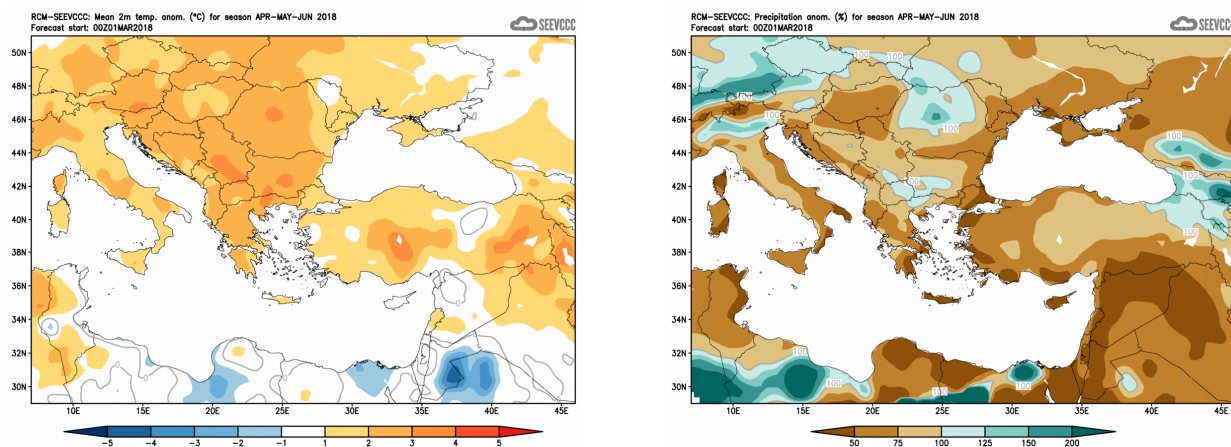 RCM-SEEVCCC: Mean 2m temp. anom. (°C) for season APR-MAY-JUN 2018
Forecast start: 00Z01MAR2018
SEEVCCC
50N
48N
46N
44N
42N
40N
38N
36N
34N
32N
30N
10E 15E 20E 25E 30E 35E 40E 45E
-5 -4 -3 -2 -1 1 2 3 4 5
RCM-SEEVCCC: Precipitation anom. (%) for season APR-MAY-JUN 2018
Forecast start: 00Z01MAR2018
SEEVCCC
50N
48N
46N
44N
42N
40N
38N
36N
34N
32N
30N
100
100
100
100
100
100
100
100
100
100
10E 15E 20E 25E 30E 35E 40E 45E
50 75 100 125 150 200